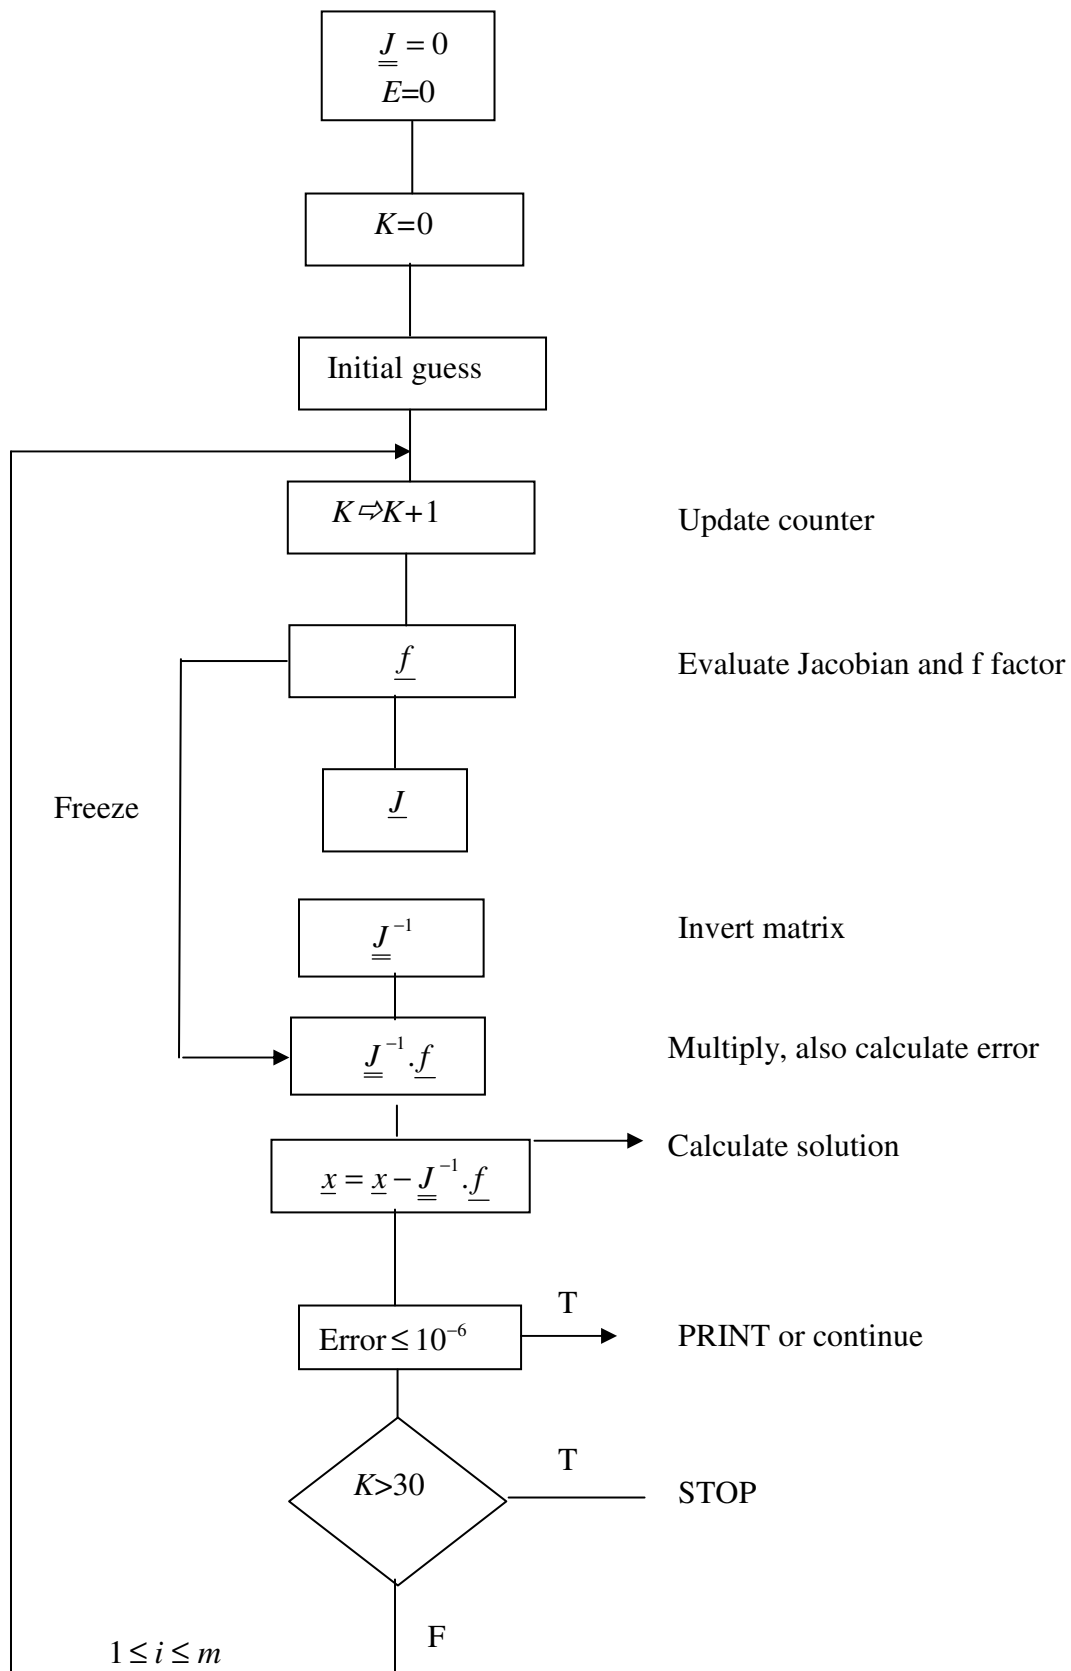 J = 0
E=0
K=0
Initial guess
K⇨K+1
Update counter
f
Evaluate Jacobian and f factor
J
Freeze
J⁻¹
Invert matrix
J⁻¹.f
Multiply, also calculate error
x = x − J⁻¹.f
Calculate solution
Error ≤ 10⁻⁶
T
PRINT or continue
K>30
T
STOP
F
1 ≤ i ≤ m